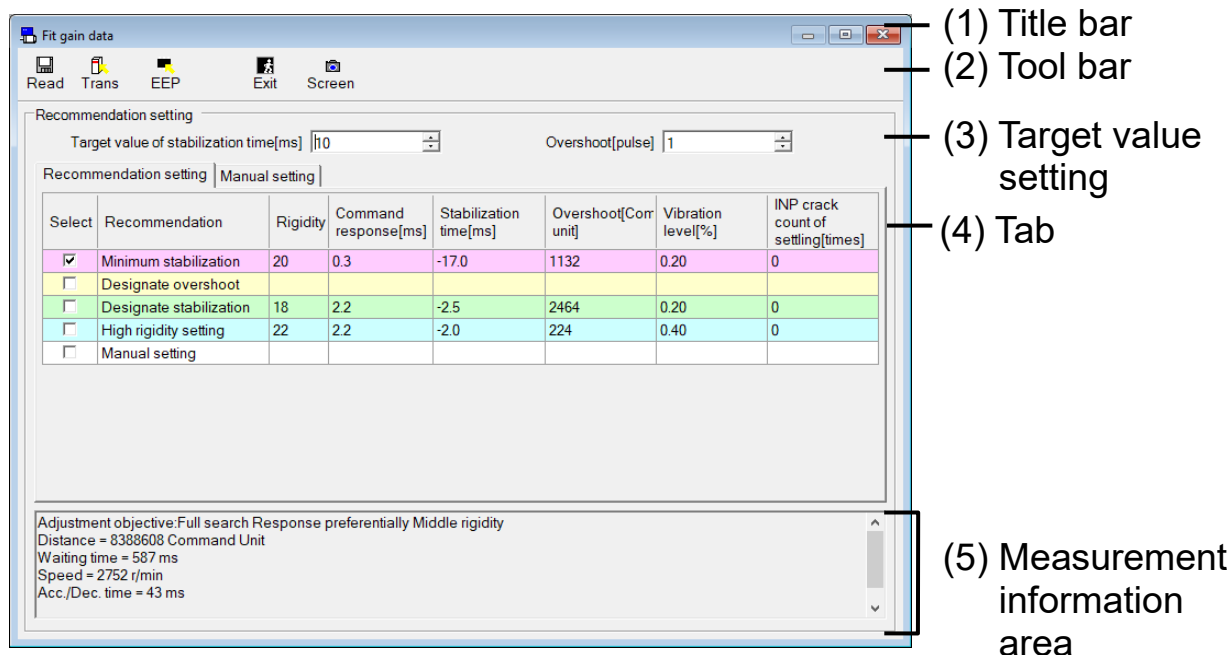 Fit gain data
(1) Title bar
Read Trans EEP Exit Screen
(2) Tool bar
Recommendation setting
Target value of stabilization time[ms] 10 Overshoot[pulse] 1
(3) Target value
setting
Recommendation setting Manual setting
Select Recommendation Rigidity Command
response[ms] Stabilization
time[ms] Overshoot[Com
unit] Vibration
level[%] INP crack
count of
settling[times]
(4) Tab
Minimum stabilization 20 0.3 -17.0 1132 0.20 0
Designate overshoot
Designate stabilization 18 2.2 -2.5 2464 0.20 0
High rigidity setting 22 2.2 -2.0 224 0.40 0
Manual setting
Adjustment objective:Full search Response preferentially Middle rigidity
Distance = 8388608 Command Unit
Waiting time = 587 ms
Speed = 2752 r/min
Acc./Dec. time = 43 ms
(5) Measurement
information
area